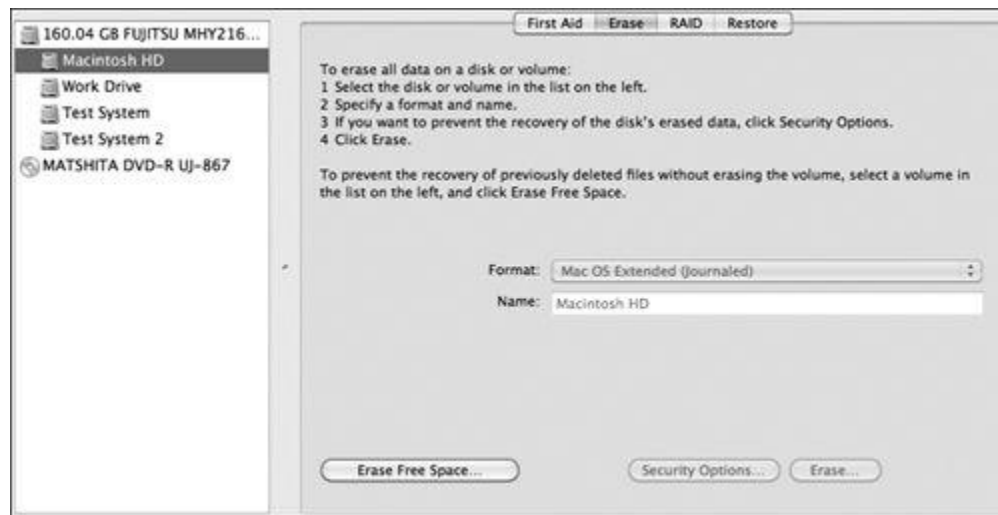 160.04 GB FUJITSU MHY216...
Macintosh HD
Work Drive
Test System
Test System 2
MATSHITA DVD-R UJ-867
First Aid Erase RAID Restore
To erase all data on a disk or volume:
1 Select the disk or volume in the list on the left.
2 Specify a format and name.
3 If you want to prevent the recovery of the disk's erased data, click Security Options.
4 Click Erase.
To prevent the recovery of previously deleted files without erasing the volume, select a volume in
the list on the left, and click Erase Free Space.
Format: Mac OS Extended (Journaled)
Name: Macintosh HD
Erase Free Space... Security Options... Erase...